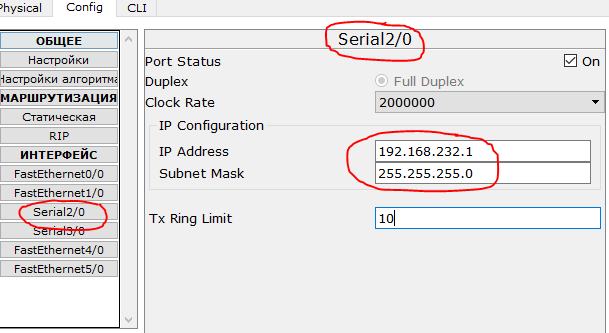 Physical Config CLI
ОБЩЕЕ
Настройки
Настройки алгоритма
МАРШРУТИЗАЦИЯ
Статическая
RIP
ИНТЕРФЕЙС
FastEthernet0/0
FastEthernet1/0
Serial2/0
Serial3/0
FastEthernet4/0
FastEthernet5/0
Serial2/0
Port Status On
Duplex Full Duplex
Clock Rate 2000000
IP Configuration
IP Address 192.168.232.1
Subnet Mask 255.255.255.0
Tx Ring Limit 10